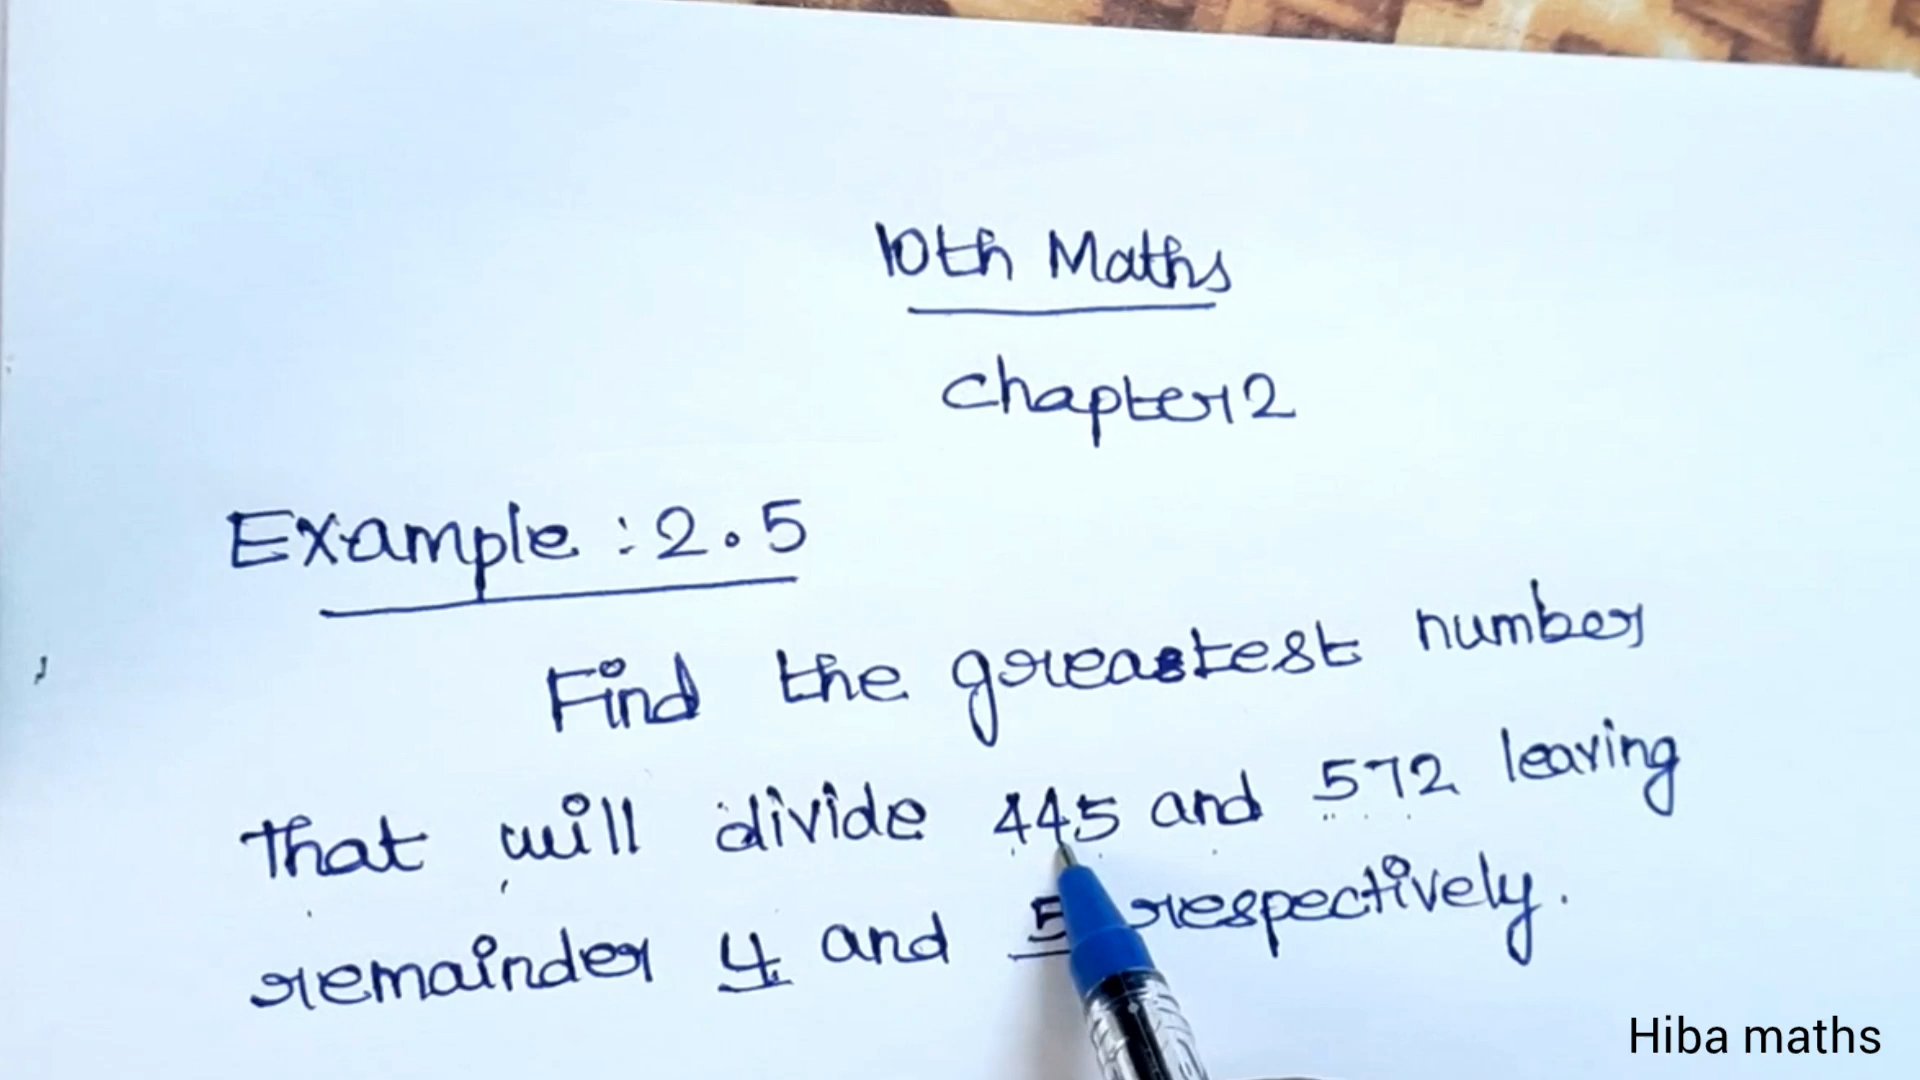 10th Maths
Chapter 2
Example : 2.5
Find the greatest number
that will divide 445 and 572 leaving
remainder 4 and 5 respectively.
Hiba maths